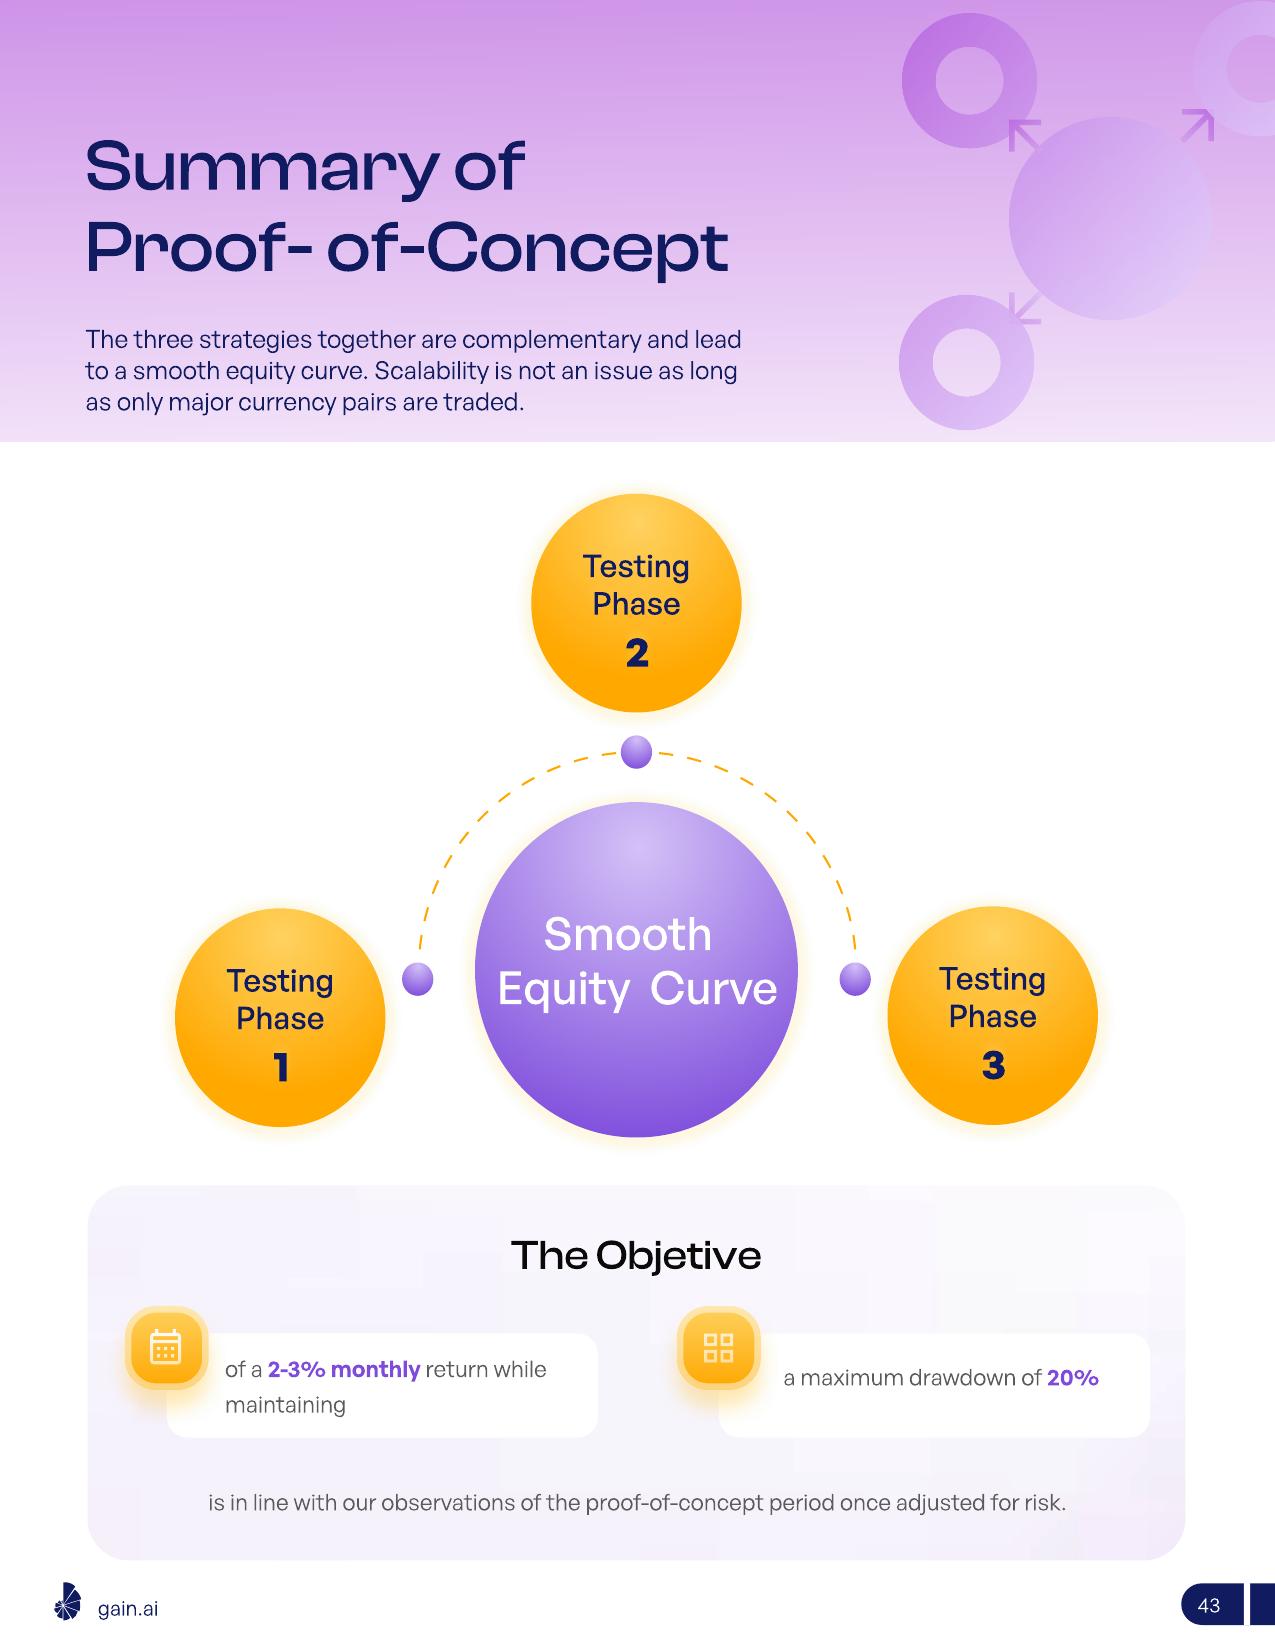 Summary of
Proof- of-Concept
The three strategies together are complementary and lead
to a smooth equity curve. Scalability is not an issue as long
as only major currency pairs are traded.
Testing
Phase
2
Smooth
Equity Curve
Testing
Phase
1
Testing
Phase
3
The Objetive
of a 2-3% monthly return while
maintaining
a maximum drawdown of 20%
is in line with our observations of the proof-of-concept period once adjusted for risk.
gain.ai
43